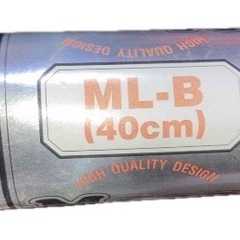 HIGH QUALITY DESIGN
ML-B
(40cm)
HIGH QUALITY DESIGN